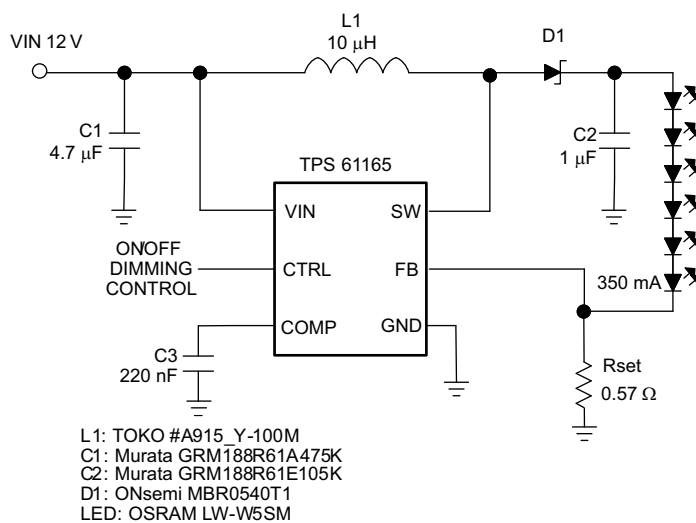 L1
10 µH
D1
VIN 12 V
C1
4.7 µF
C2
1 µF
TPS 61165
VIN
SW
ON/OFF
DIMMING
CONTROL
CTRL
FB
350 mA
COMP
GND
C3
220 nF
Rset
0.57 Ω
L1: TOKO #A915_Y-100M
C1: Murata GRM188R61A475K
C2: Murata GRM188R61E105K
D1: ONsemi MBR0540T1
LED: OSRAM LW-W5SM